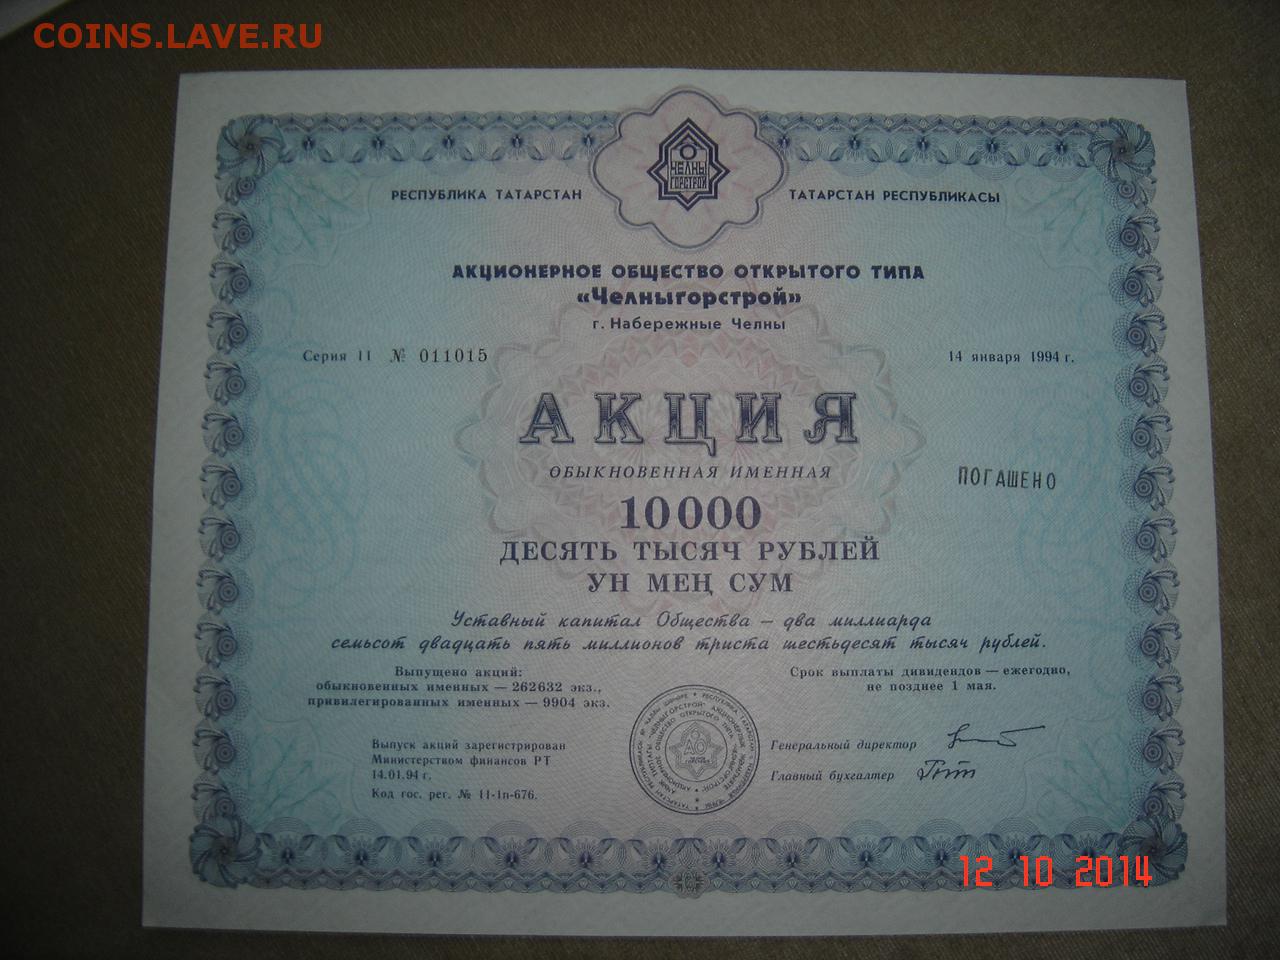 COINS.LAVE.RU
О
ЧЕЛНЫ
ГОРСТРОЙ
РЕСПУБЛИКА ТАТАРСТАН
ТАТАРСТАН РЕСПУБЛИКАСЫ
АКЦИОНЕРНОЕ ОБЩЕСТВО ОТКРЫТОГО ТИПА
«Челныгорстрой»
г. Набережные Челны
Серия 11 № 011015
14 января 1994 г.
АКЦИЯ
ОБЫКНОВЕННАЯ ИМЕННАЯ
ПОГАШЕНО
10 000
ДЕСЯТЬ ТЫСЯЧ РУБЛЕЙ
УН МЕҢ СУМ
Уставный капитал Общества — два миллиарда
семьсот двадцать пять миллионов триста шестьдесят тысяч рублей.
Выпущено акций:
обыкновенных именных — 262632 экз.,
привилегированных именных — 9904 экз.
Срок выплаты дивидендов — ежегодно,
не позднее 1 мая.
Выпуск акций зарегистрирован
Министерством финансов РТ
14.01.94 г.
Код гос. рег. № 11-1п-676.
Генеральный директор
Главный бухгалтер
12 10 2014